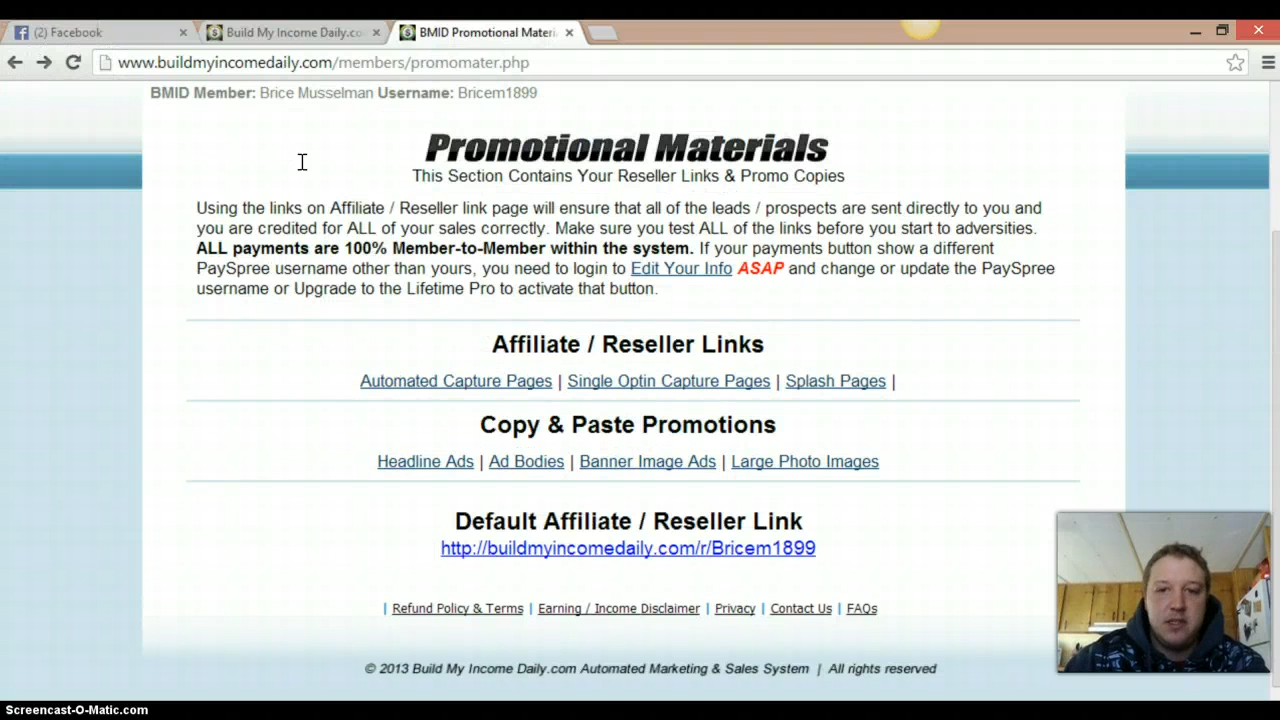 (2) Facebook
Build My Income Daily.co
BMID Promotional Materi
www.buildmyincomedaily.com/members/promomater.php
BMID Member: Brice Musselman Username: Bricem1899
Promotional Materials
This Section Contains Your Reseller Links & Promo Copies
Using the links on Affiliate / Reseller link page will ensure that all of the leads / prospects are sent directly to you and
you are credited for ALL of your sales correctly. Make sure you test ALL of the links before you start to adversities.
ALL payments are 100% Member-to-Member within the system. If your payments button show a different
PaySpree username other than yours, you need to login to Edit Your Info ASAP and change or update the PaySpree
username or Upgrade to the Lifetime Pro to activate that button.
Affiliate / Reseller Links
Automated Capture Pages | Single Optin Capture Pages | Splash Pages |
Copy & Paste Promotions
Headline Ads | Ad Bodies | Banner Image Ads | Large Photo Images
Default Affiliate / Reseller Link
http://buildmyincomedaily.com/r/Bricem1899
| Refund Policy & Terms | Earning / Income Disclaimer | Privacy | Contact Us | FAQs
© 2013 Build My Income Daily.com Automated Marketing & Sales System | All rights reserved
Screencast-O-Matic.com